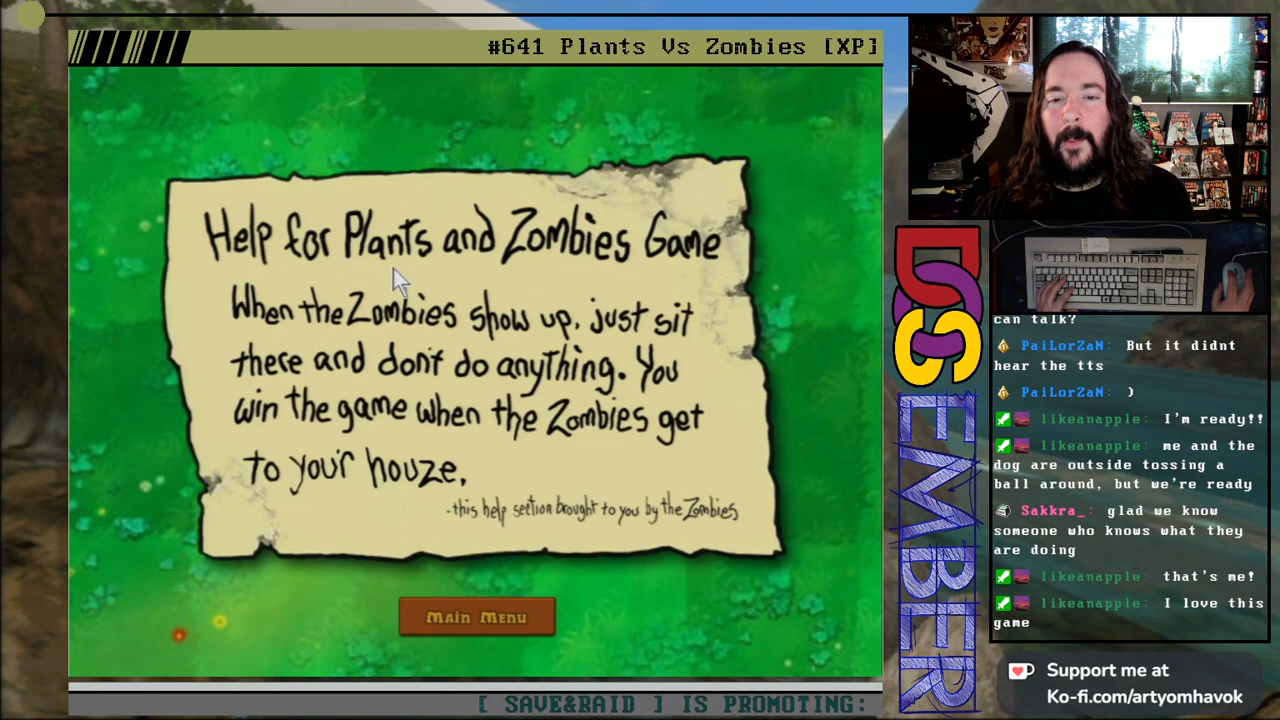 #641 Plants Vs Zombies [XP]
Help for Plants and Zombies Game
When the Zombies show up, just sit
there and don't do anything. You
win the game when the Zombies get
to your houze.
-this help section brought to you by the Zombies
Main Menu
[ SAVE&RAID ] IS PROMOTING:
DOS
EMBER
can talk?
PaiLorZaN: But it didnt
hear the tts
PaiLorZaN: )
likeanapple: I'm ready!!
likeanapple: me and the
dog are outside tossing a
ball around, but we're ready
Sakkra_: glad we know
someone who knows what they
are doing
likeanapple: that's me!
likeanapple: I love this
game
Support me at
Ko-fi.com/artyomhavok